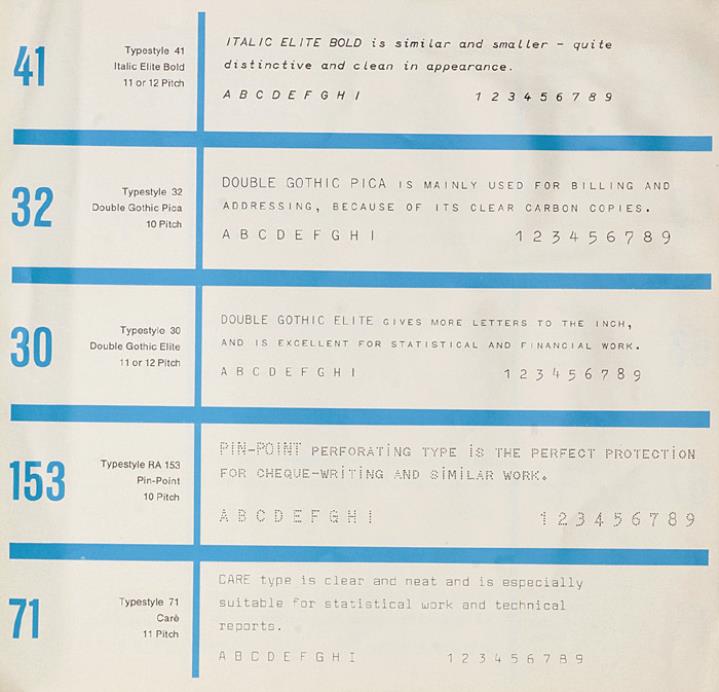 41
Typestyle 41
Italic Elite Bold
11 or 12 Pitch
ITALIC ELITE BOLD is similar and smaller - quite
distinctive and clean in appearance.
A B C D E F G H I 1 2 3 4 5 6 7 8 9
32
Typestyle 32
Double Gothic Pica
10 Pitch
DOUBLE GOTHIC PICA IS MAINLY USED FOR BILLING AND
ADDRESSING, BECAUSE OF ITS CLEAR CARBON COPIES.
A B C D E F G H I 1 2 3 4 5 6 7 8 9
30
Typestyle 30
Double Gothic Elite
11 or 12 Pitch
DOUBLE GOTHIC ELITE GIVES MORE LETTERS TO THE INCH,
AND IS EXCELLENT FOR STATISTICAL AND FINANCIAL WORK.
A B C D E F G H I 1 2 3 4 5 6 7 8 9
153
Typestyle RA 153
Pin-Point
10 Pitch
PIN-POINT PERFORATiNG TYPE iS THE PERFECT PROTECTION
FOR CHEQUE-WRiTiNG AND SiMiLAR WORK.
A B C D E F G H I 1 2 3 4 5 6 7 8 9
71
Typestyle 71
Carè
11 Pitch
CARE type is clear and neat and is especially
suitable for statistical work and technical
reports.
A B C D E F G H I 1 2 3 4 5 6 7 8 9